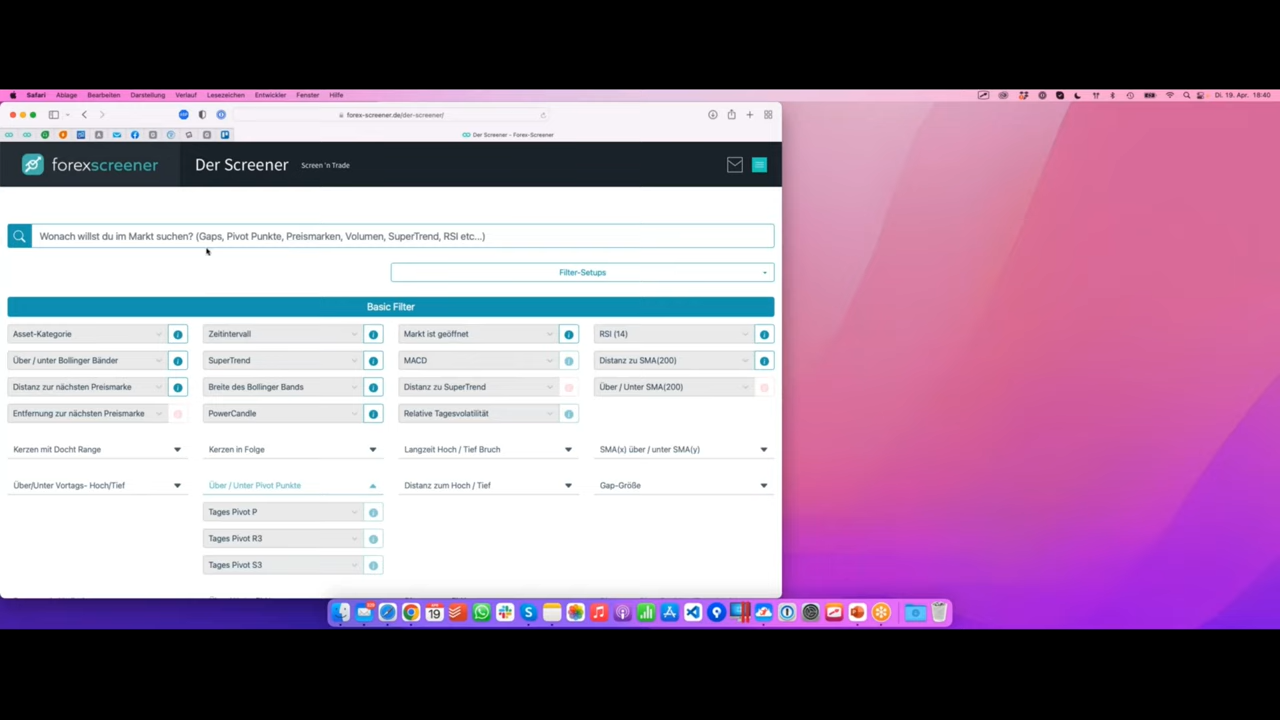 Safari Ablage Bearbeiten Darstellung Verlauf Lesezeichen Entwickler Fenster Hilfe
Di. 19. Apr. 18:40
forex-screener.de/der-screener/
Der Screener - Forex-Screener
forexscreener
Der Screener
Screen 'n Trade
Wonach willst du im Markt suchen? (Gaps, Pivot Punkte, Preismarken, Volumen, SuperTrend, RSI etc...)
Filter-Setups
Basic Filter
Asset-Kategorie Zeitintervall Markt ist geöffnet RSI (14)
Über / unter Bollinger Bänder SuperTrend MACD Distanz zu SMA(200)
Distanz zur nächsten Preismarke Breite des Bollinger Bands Distanz zu SuperTrend Über / Unter SMA(200)
Entfernung zur nächsten Preismarke PowerCandle Relative Tagesvolatilität
Kerzen mit Docht Range Kerzen in Folge Langzeit Hoch / Tief Bruch SMA(x) über / unter SMA(y)
Über/Unter Vortags- Hoch/Tief Über / Unter Pivot Punkte Distanz zum Hoch / Tief Gap-Größe
Tages Pivot P
Tages Pivot R3
Tages Pivot S3
19